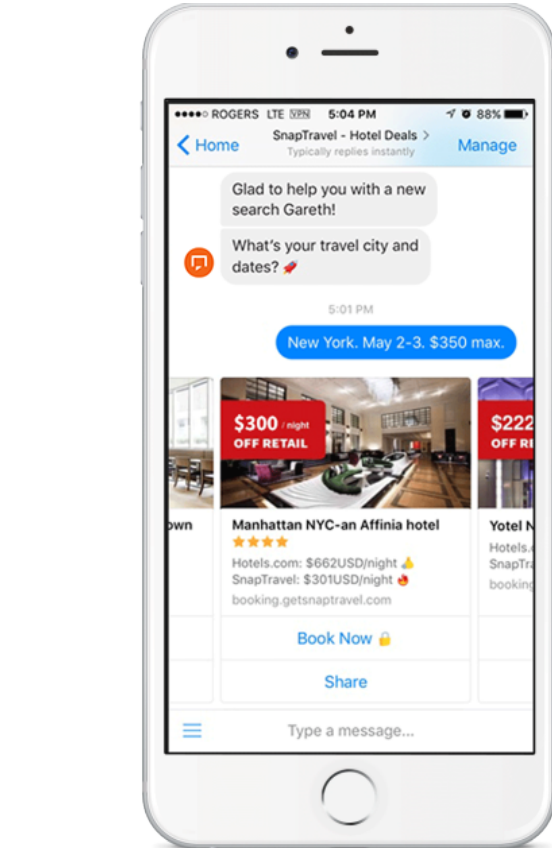 ROGERS LTE VPN 5:04 PM 88%
Home
SnapTravel - Hotel Deals >
Typically replies instantly
Manage
Glad to help you with a new
search Gareth!
What's your travel city and
dates? 🚀
5:01 PM
New York. May 2-3. $350 max.
$300 / night
OFF RETAIL
$222
OFF
own
Manhattan NYC-an Affinia hotel
Hotels.com: $662USD/night 👍
SnapTravel: $301USD/night 🔥
booking.getsnaptravel.com
Yotel
Hotels.
SnapTra
booking
Book Now 🔒
Share
Type a message...